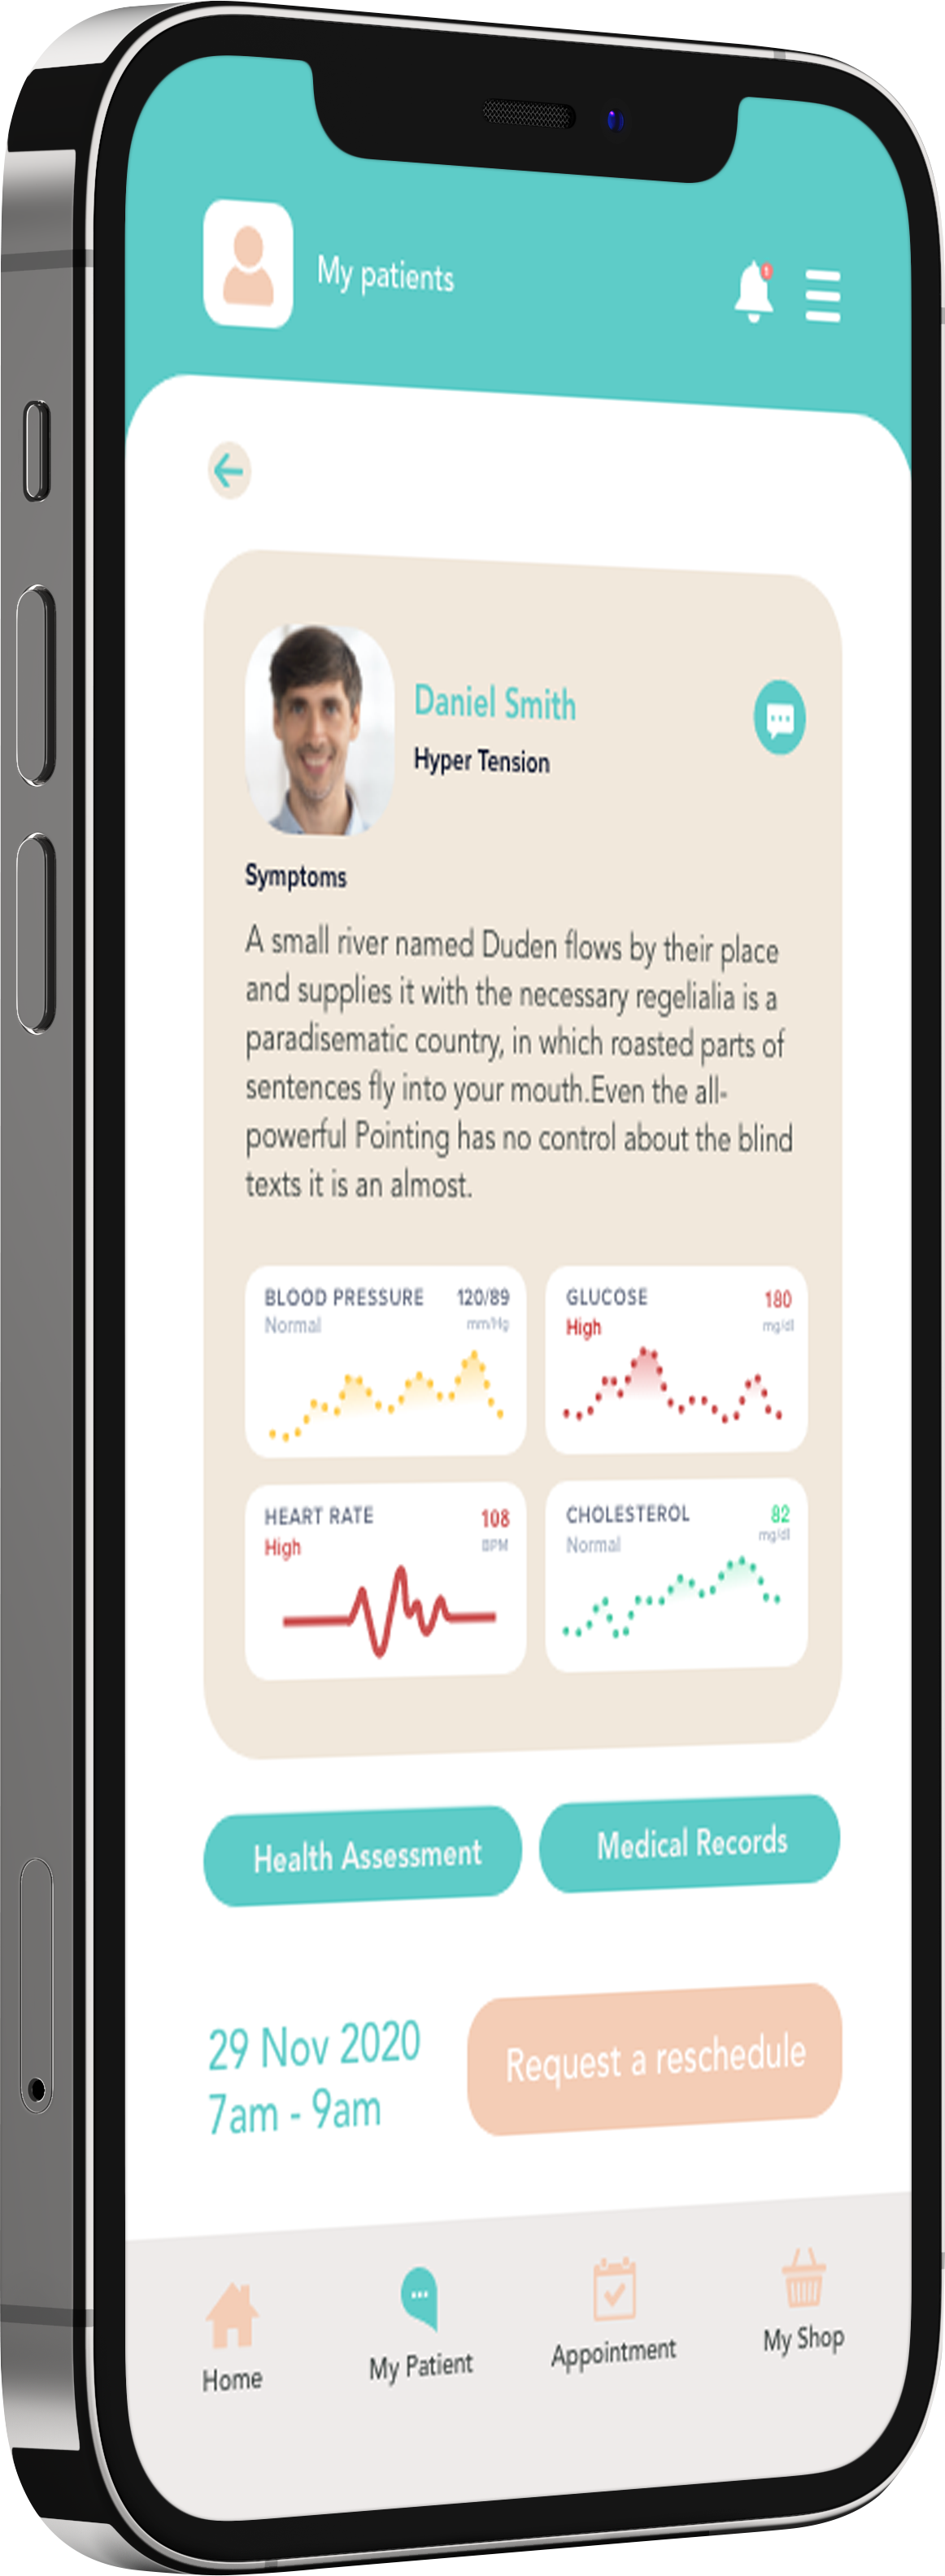 My patients
1
Daniel Smith
Hyper Tension
Symptoms
A small river named Duden flows by their place
and supplies it with the necessary regelialia is a
paradisematic country, in which roasted parts of
sentences fly into your mouth.Even the all-
powerful Pointing has no control about the blind
texts it is an almost.
BLOOD PRESSURE 120/89
Normal mm/Hg
GLUCOSE 180
High mg/dl
HEART RATE 108
High BPM
CHOLESTEROL 82
Normal mg/dl
Health Assessment
Medical Records
29 Nov 2020
7am - 9am
Request a reschedule
Home
My Patient
Appointment
My Shop